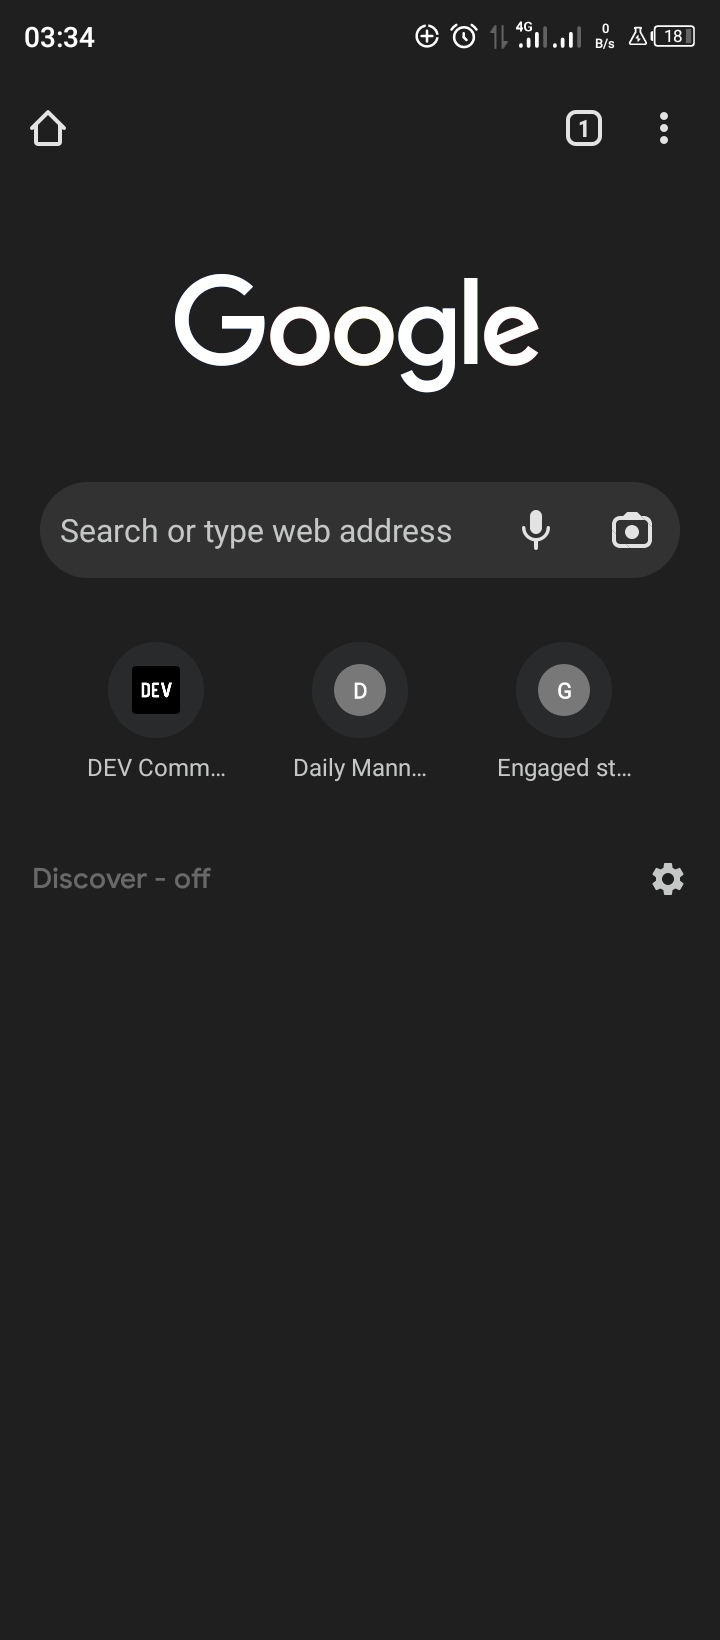 03:34 4G 0 B/s 18
1
Google
Search or type web address
DEV D G
DEV Comm... Daily Mann... Engaged st...
Discover - off